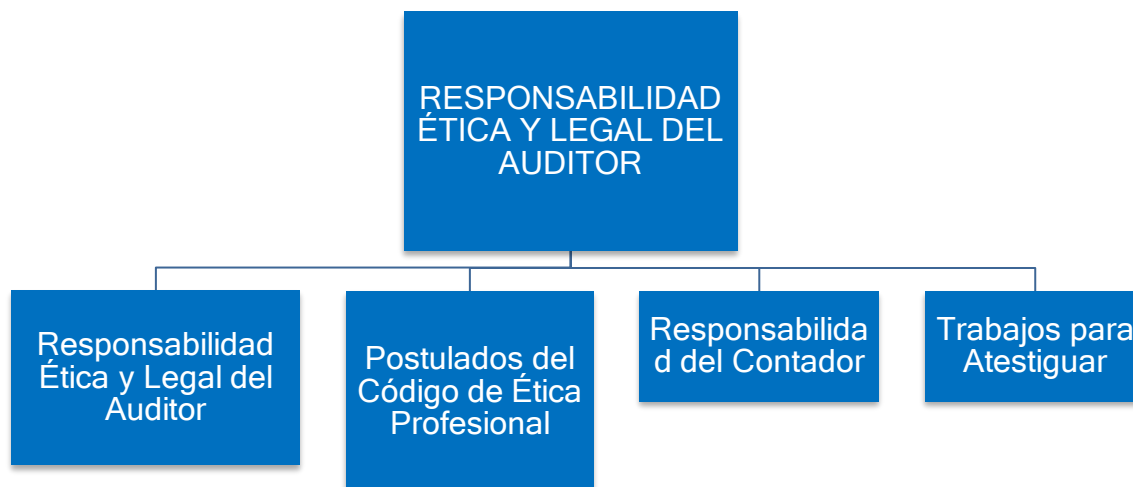 RESPONSABILIDAD
ÉTICA Y LEGAL DEL
AUDITOR
Responsabilidad
Ética y Legal del
Auditor
Postulados del
Código de Ética
Profesional
Responsabilida
d del Contador
Trabajos para
Atestiguar